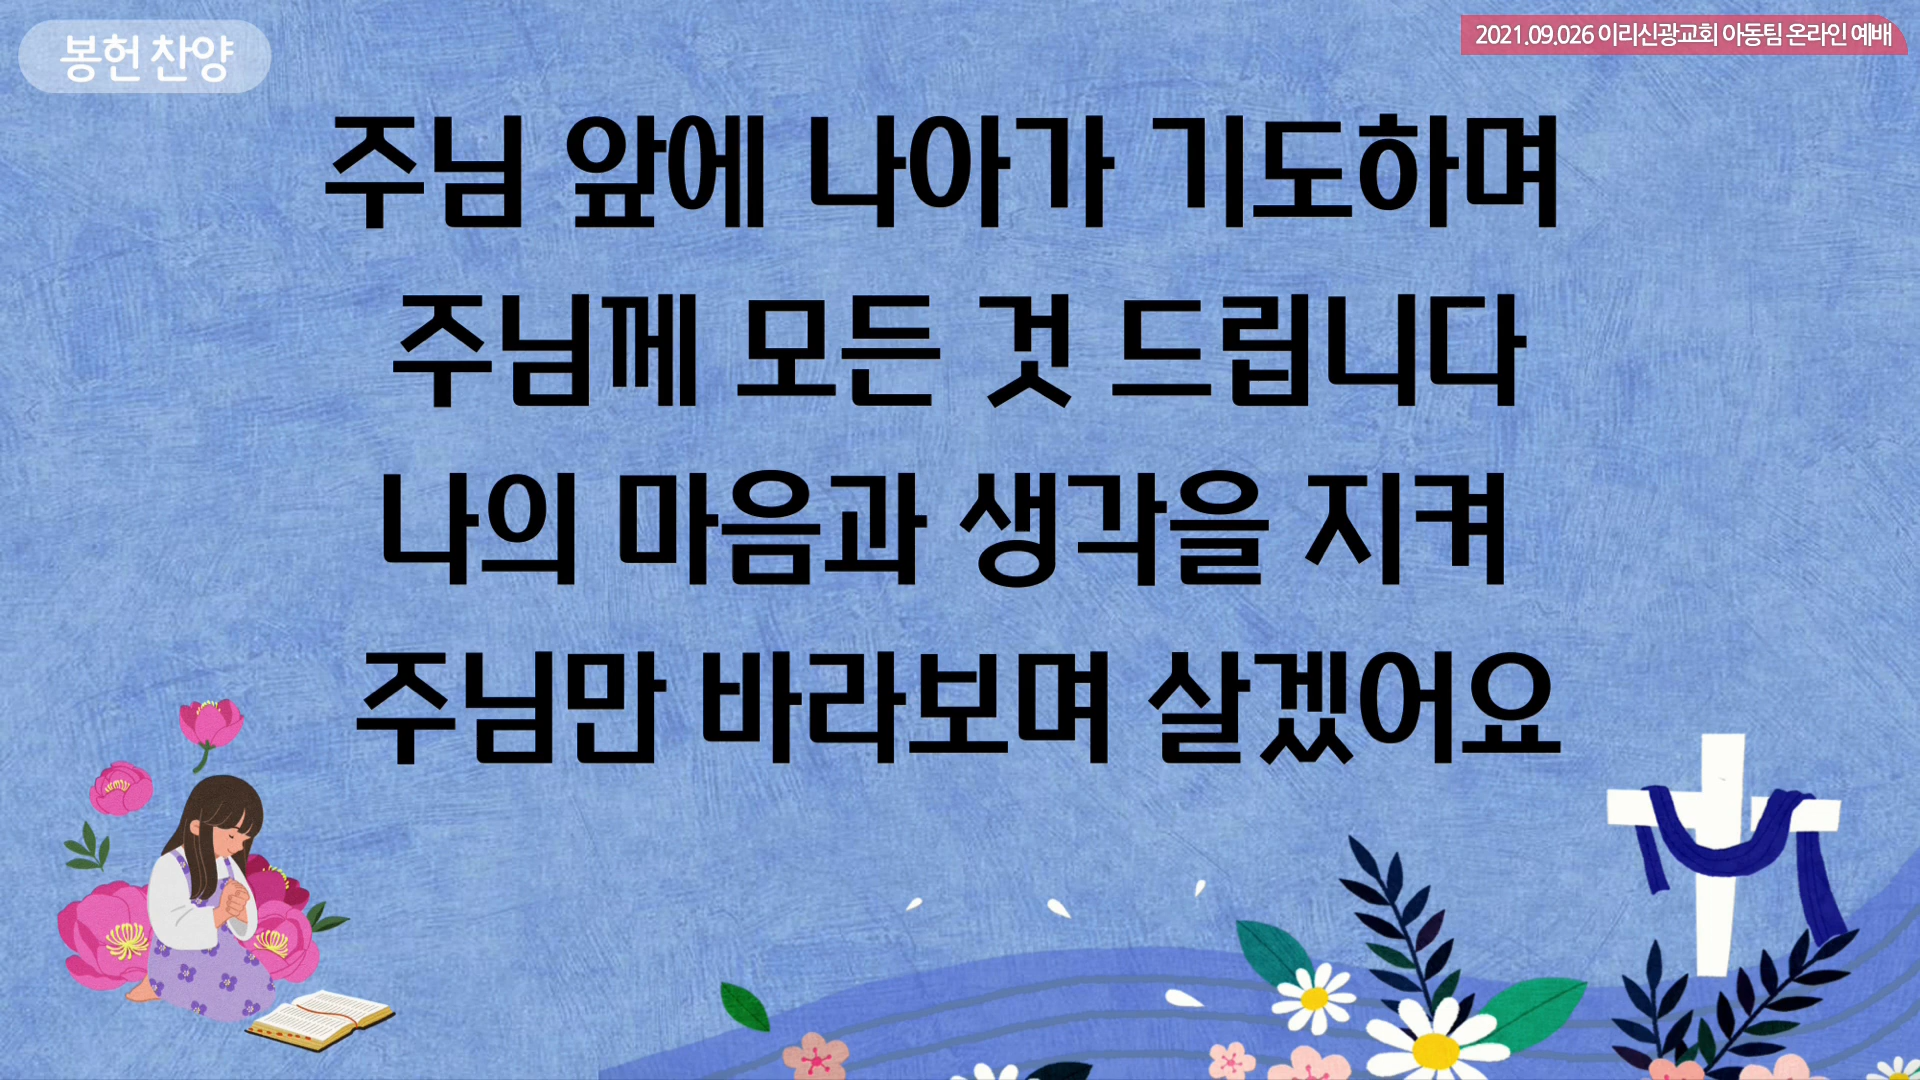 봉헌 찬양
2021.09.026 이리신광교회 아동팀 온라인 예배
주님 앞에 나아가 기도하며
주님께 모든 것 드립니다
나의 마음과 생각을 지켜
주님만 바라보며 살겠어요